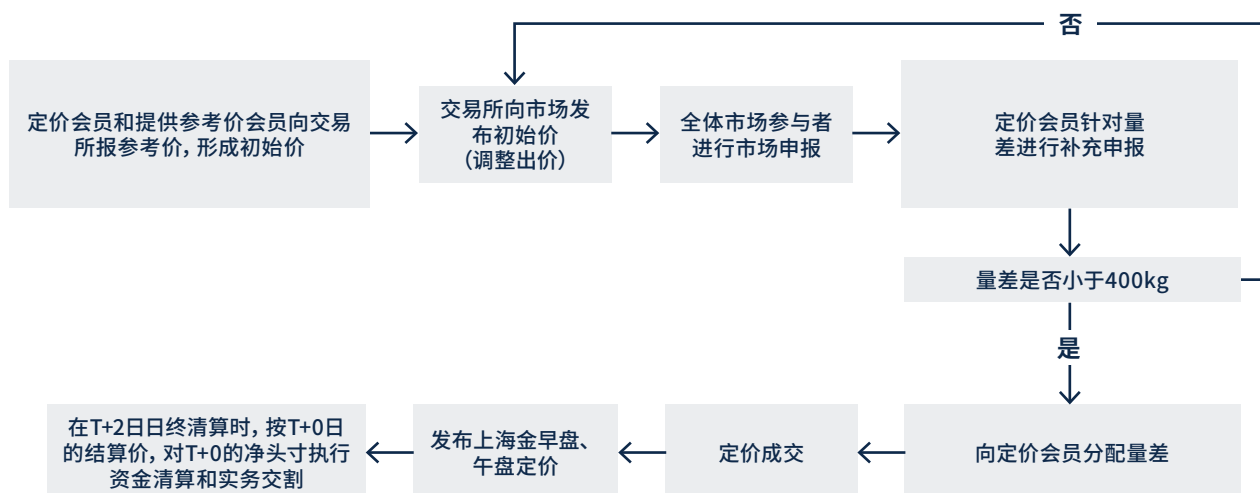 否
定价会员和提供参考价会员向交易
所报参考价，形成初始价
交易所向市场发
布初始价
（调整出价）
全体市场参与者
进行市场申报
定价会员针对量
差进行补充申报
量差是否小于400kg
是
向定价会员分配量差
定价成交
发布上海金早盘、
午盘定价
在T+2日日终清算时，按T+0日
的结算价，对T+0的净头寸执行
资金清算和实务交割